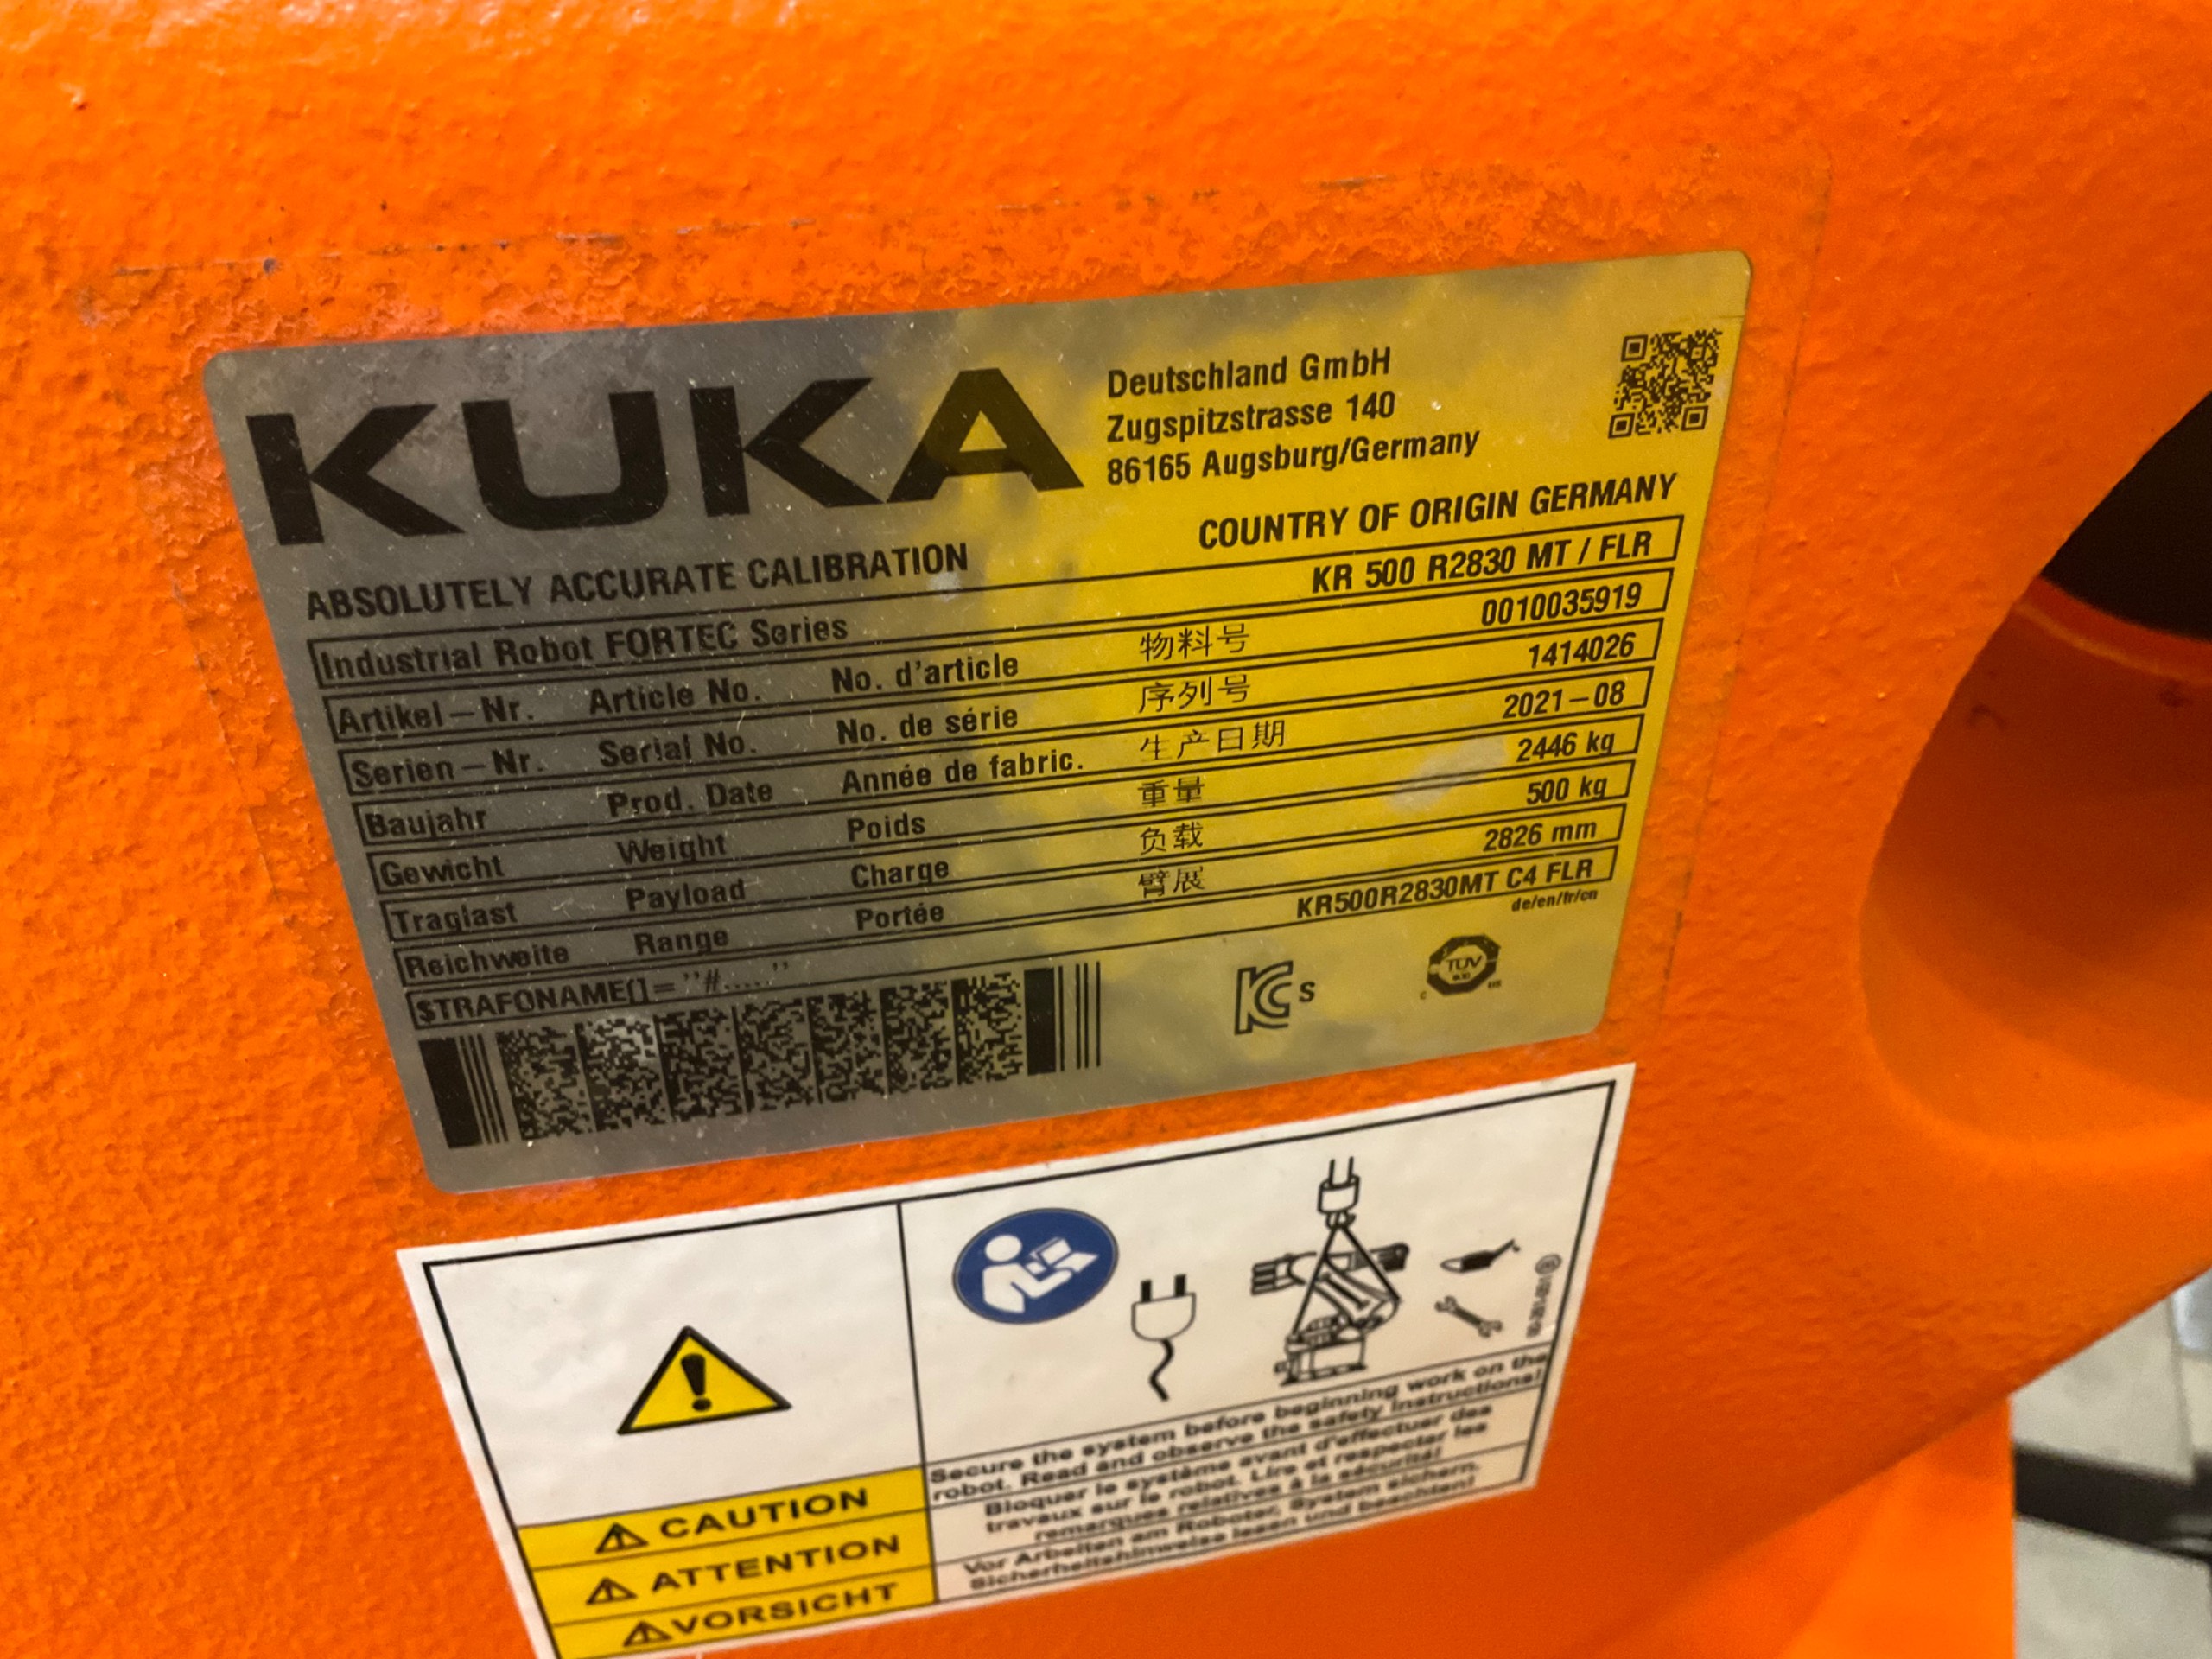 KUKA
Deutschland GmbH
Zugspitzstrasse 140
86165 Augsburg/Germany
ABSOLUTELY ACCURATE CALIBRATION
COUNTRY OF ORIGIN GERMANY
Industrial Robot FORTEC Series KR 500 R2830 MT / FLR
Artikel-Nr. Article No. No. d'article 物料号 0010035919
Serien-Nr. Serial No. No. de série 序列号 1414026
Baujahr Prod. Date Année de fabric. 生产日期 2021-08
Gewicht Weight Poids 重量 2446 kg
Traglast Payload Charge 负载 500 kg
Reichweite Range Portée 臂展 2826 mm
$TRAFONAME[]="#....." KR500R2830MT C4 FLR
de/en/fr/cn
KC s
c TÜV SÜD US
CAUTION
ATTENTION
VORSICHT
Secure the system before beginning work on the
robot. Read and observe the safety instructions!
Bloquer le système avant d'effectuer des
travaux sur le robot. Lire et respecter les
remarques relatives à la sécurité!
Vor Arbeiten am Roboter, System sichern.
Sicherheitshinweise lesen und beachten!